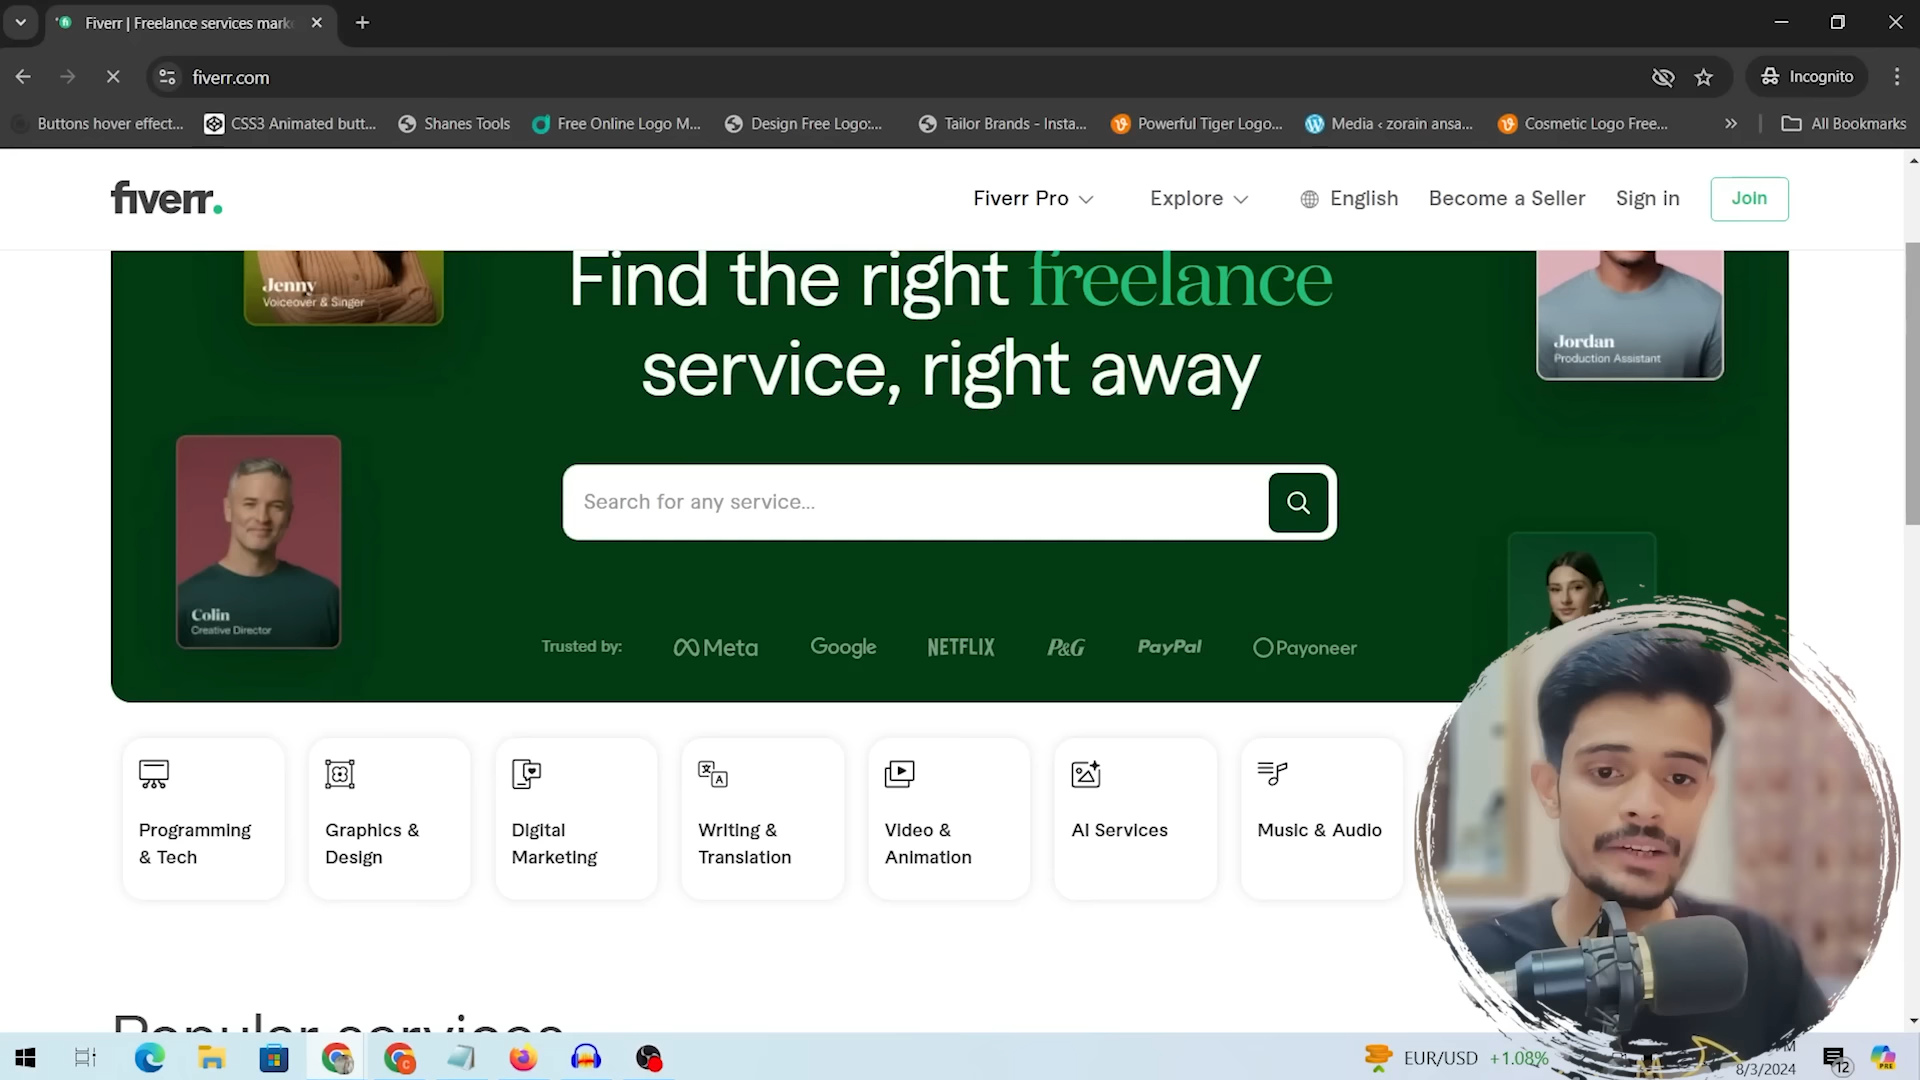 Fiverr | Freelance services mark
fiverr.com
Incognito
Buttons hover effect...
CSS3 Animated butt...
Shanes Tools
Free Online Logo M...
Design Free Logo:...
Tailor Brands - Insta...
Powerful Tiger Logo...
Media ‹ zorain ansa...
Cosmetic Logo Free...
All Bookmarks
fiverr.
Fiverr Pro
Explore
English
Become a Seller
Sign in
Join
Jenny
Voiceover & Singer
Find the right freelance
service, right away
Jordan
Production Assistant
Search for any service...
Colin
Creative Director
Trusted by:
Meta
Google
NETFLIX
P&G
PayPal
Payoneer
Programming
& Tech
Graphics &
Design
Digital
Marketing
Writing &
Translation
Video &
Animation
AI Services
Music & Audio
Popular services
EUR/USD +1.08%
8/3/2024
12